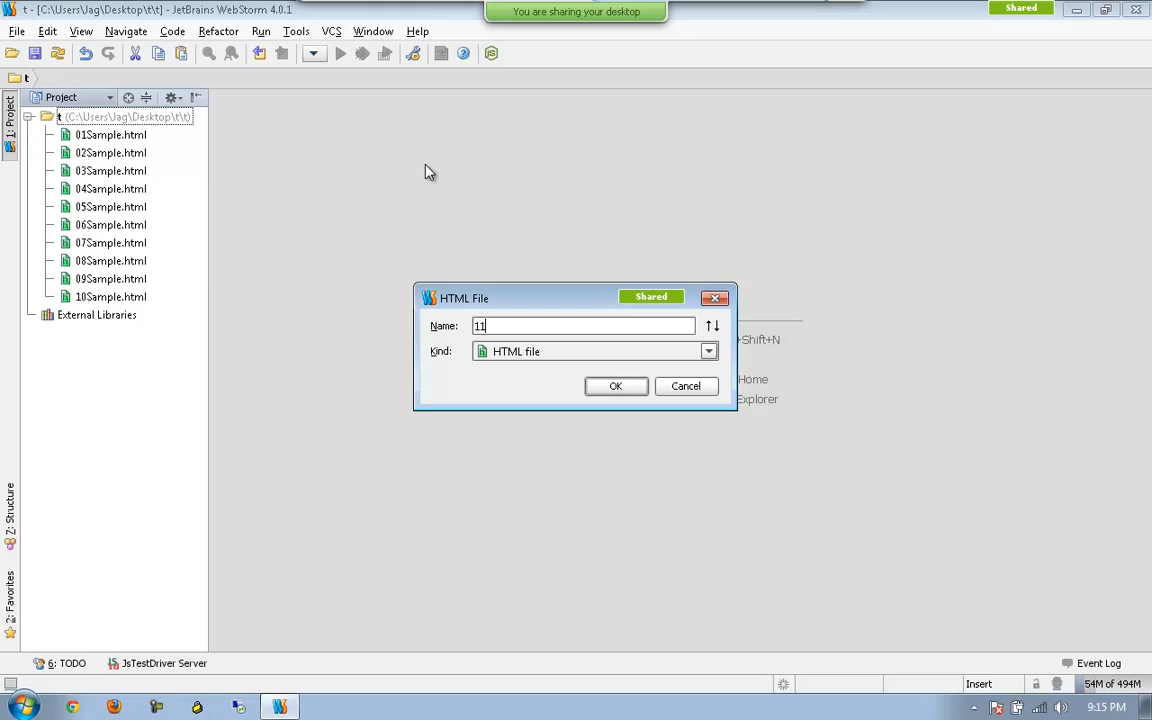 You are sharing your desktop
t - [C:\Users\Jag\Desktop\t\t] - JetBrains WebStorm 4.0.1
Shared
File Edit View Navigate Code Refactor Run Tools VCS Window Help
t
1: Project
Project
t (C:\Users\Jag\Desktop\t\t)
01Sample.html
02Sample.html
03Sample.html
04Sample.html
05Sample.html
06Sample.html
07Sample.html
08Sample.html
09Sample.html
10Sample.html
External Libraries
HTML File
Shared
Name: 11
Kind: HTML file
OK Cancel
+Shift+N
Home
Explorer
7: Structure
2: Favorites
6: TODO JsTestDriver Server Event Log
Insert 54M of 494M
9:15 PM